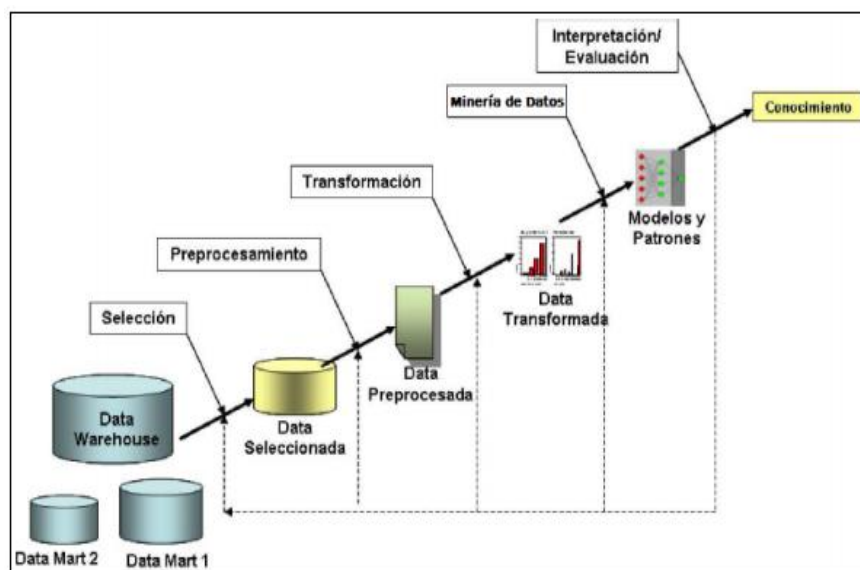 Interpretación/
Evaluación
Minería de Datos
Conocimiento
Transformación
Modelos y
Patrones
Preprocesamiento
Data
Transformada
Selección
Data
Preprocesada
Data
Warehouse
Data
Seleccionada
Data Mart 2
Data Mart 1